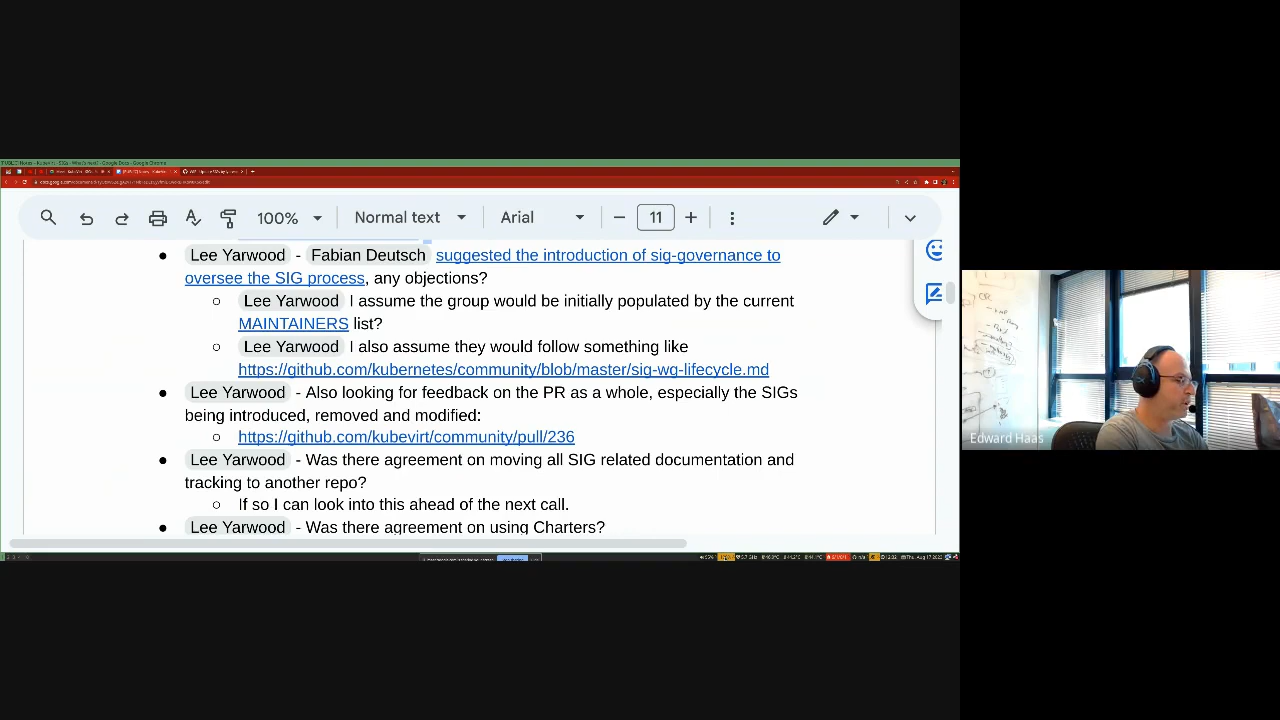 100%
Normal text
Arial
11
Lee Yarwood - Fabian Deutsch suggested the introduction of sig-governance to
oversee the SIG process, any objections?
Lee Yarwood I assume the group would be initially populated by the current
MAINTAINERS list?
Lee Yarwood I also assume they would follow something like
https://github.com/kubernetes/community/blob/master/sig-wg-lifecycle.md
Lee Yarwood - Also looking for feedback on the PR as a whole, especially the SIGs
being introduced, removed and modified:
https://github.com/kubevirt/community/pull/236
Lee Yarwood - Was there agreement on moving all SIG related documentation and
tracking to another repo?
If so I can look into this ahead of the next call.
Lee Yarwood - Was there agreement on using Charters?
Edward Haas